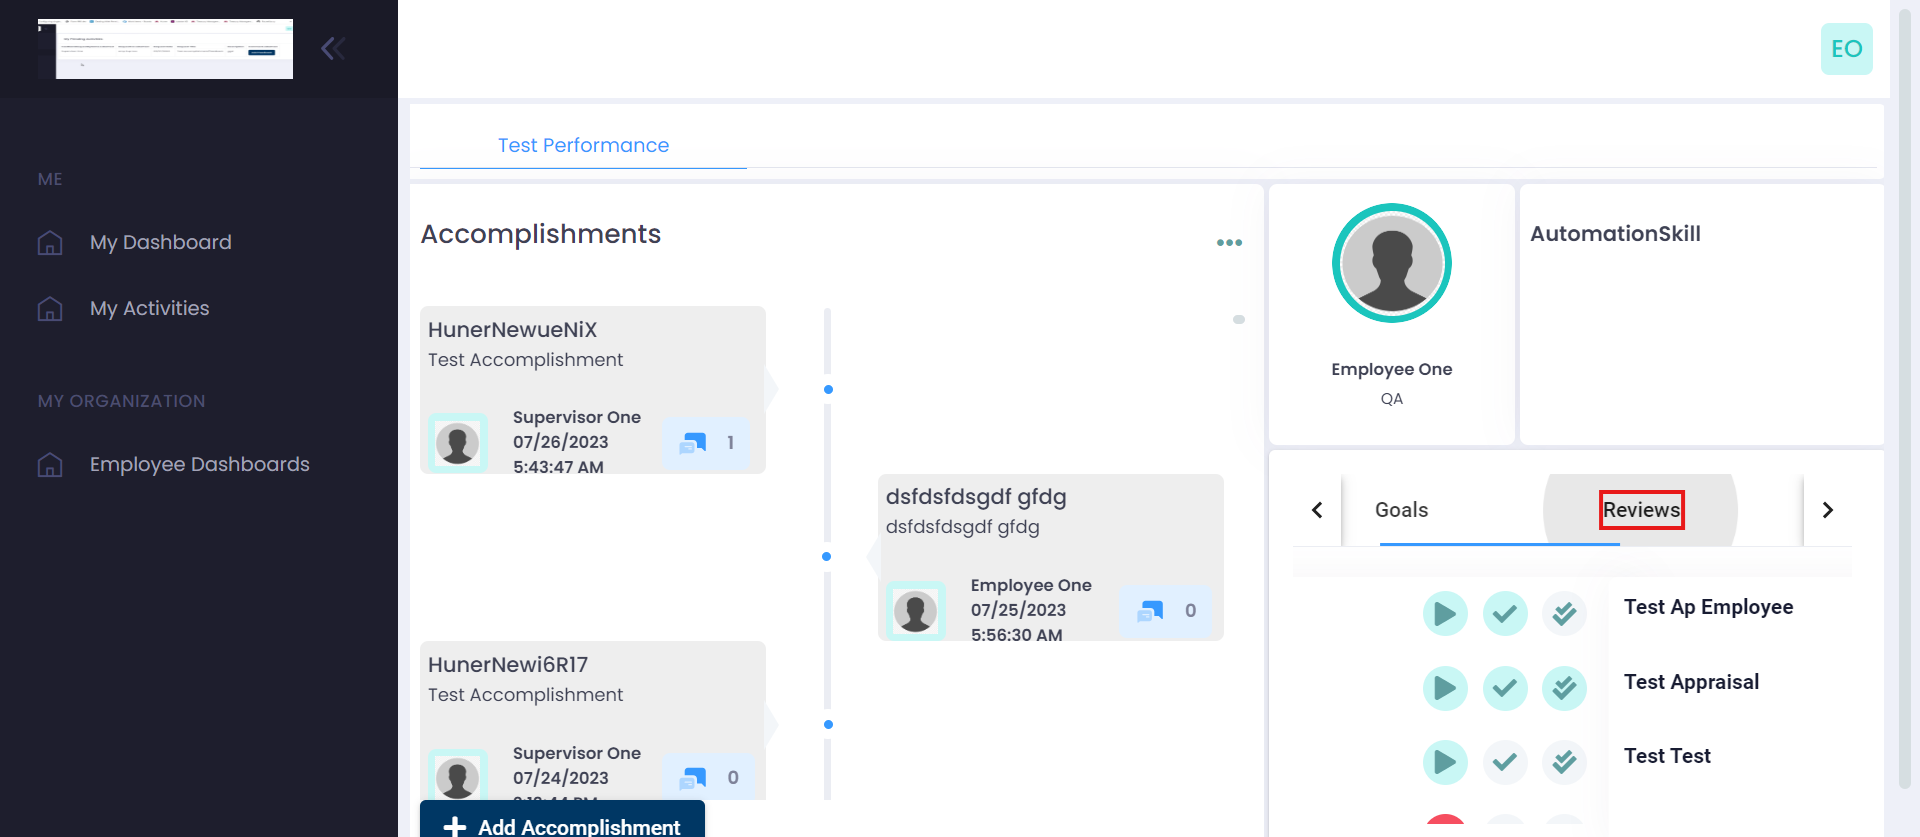 EO
ME
My Dashboard
My Activities
MY ORGANIZATION
Employee Dashboards
Test Performance
Accomplishments
HunerNewueNiX
Test Accomplishment
Supervisor One
07/26/2023
5:43:47 AM
1
dsfdsfdsgdf gfdg
dsfdsfdsgdf gfdg
Employee One
07/25/2023
5:56:30 AM
0
HunerNewi6R17
Test Accomplishment
Supervisor One
07/24/2023
0
Add Accomplishment
Employee One
QA
AutomationSkill
Goals
Reviews
Test Ap Employee
Test Appraisal
Test Test